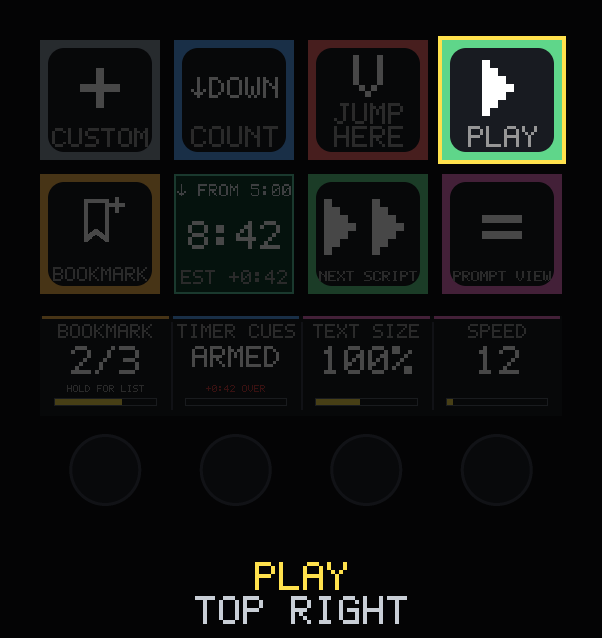 CUSTOM
↓DOWN
COUNT
JUMP
HERE
PLAY
BOOKMARK
↓ FROM 5:00
8:42
EST +0:42
NEXT SCRIPT
PROMPT VIEW
BOOKMARK
2/3
HOLD FOR LIST
TIMER CUES
ARMED
+0:42 OVER
TEXT SIZE
100%
SPEED
12
PLAY
TOP RIGHT